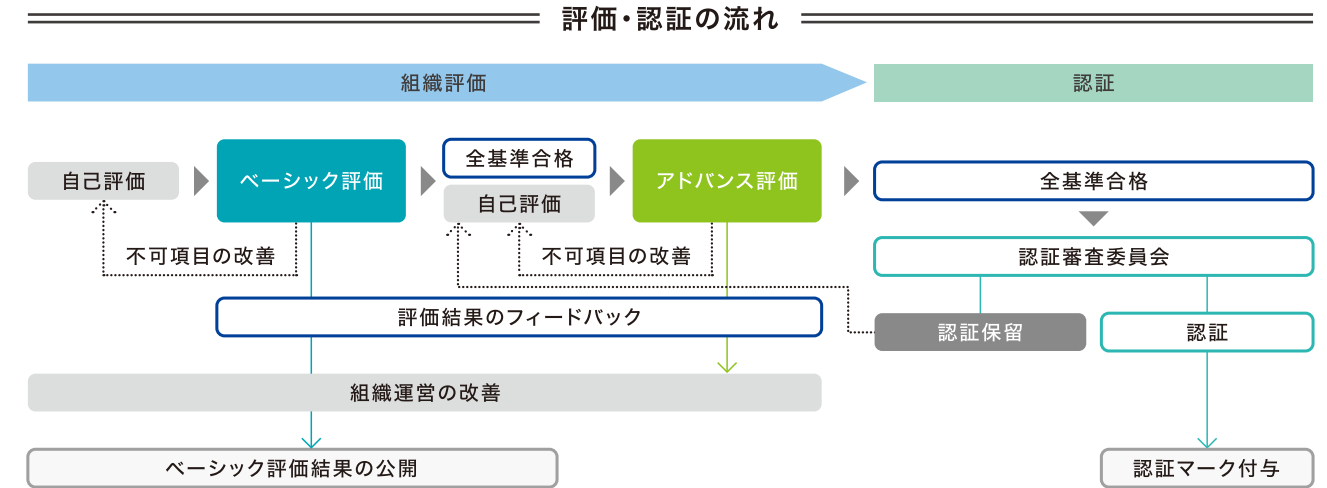 評価・認証の流れ
組織評価
認証
自己評価
ベーシック評価
全基準合格
自己評価
アドバンス評価
全基準合格
不可項目の改善
不可項目の改善
認証審査委員会
評価結果のフィードバック
認証保留
認証
組織運営の改善
ベーシック評価結果の公開
認証マーク付与